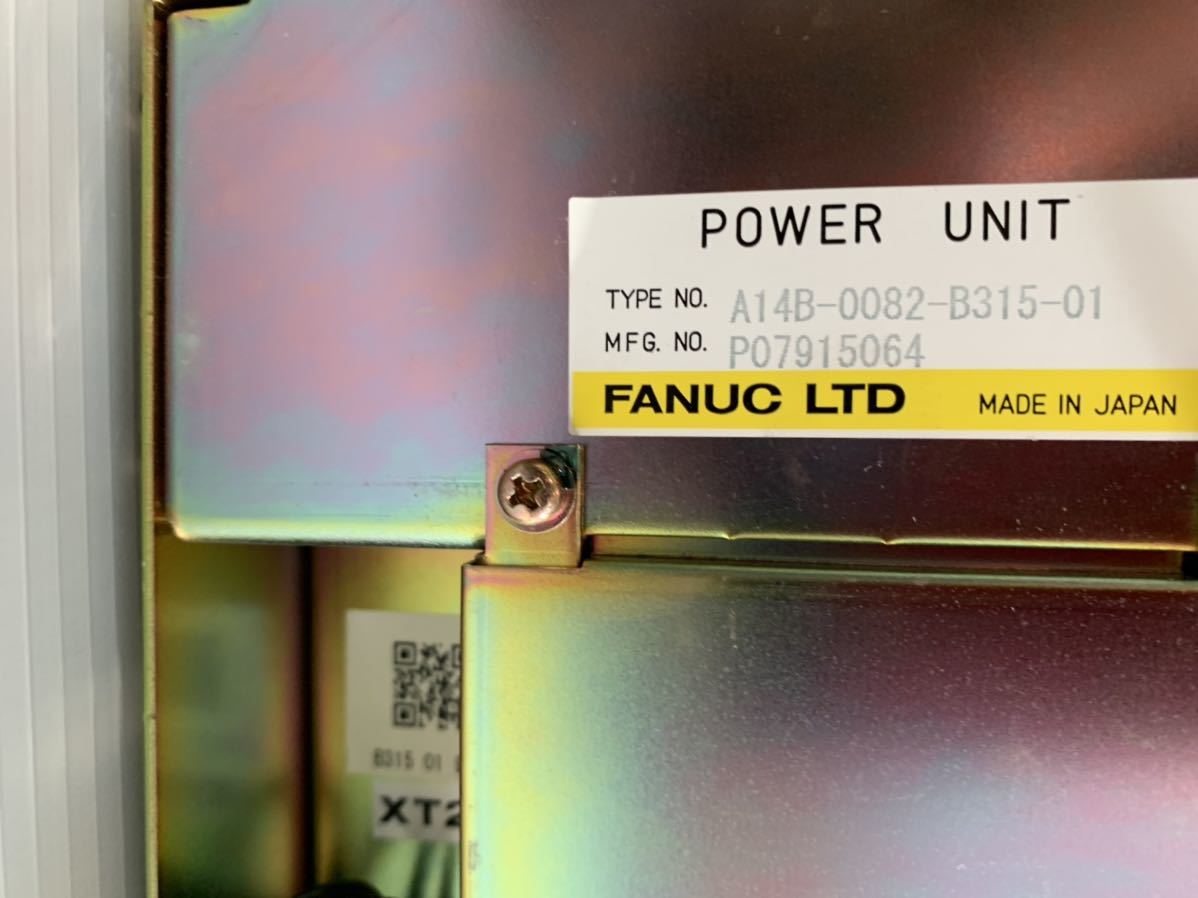 POWER UNIT
TYPE NO. A14B-0082-B315-01
MFG. NO. P07915064
FANUC LTD MADE IN JAPAN
B315 01
XT2